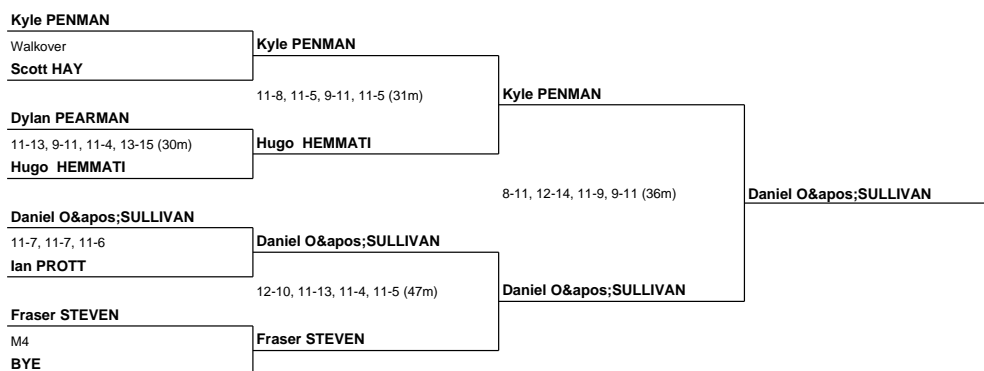 Kyle PENMAN
Walkover
Scott HAY
Dylan PEARMAN
11-13, 9-11, 11-4, 13-15 (30m)
Hugo  HEMMATI
Daniel O&apos;SULLIVAN
11-7, 11-7, 11-6
Ian PROTT
Fraser STEVEN
M4
BYE
Kyle PENMAN
11-8, 11-5, 9-11, 11-5 (31m)
Hugo  HEMMATI
Daniel O&apos;SULLIVAN
12-10, 11-13, 11-4, 11-5 (47m)
Fraser STEVEN
Kyle PENMAN
8-11, 12-14, 11-9, 9-11 (36m)
Daniel O&apos;SULLIVAN
Daniel O&apos;SULLIVAN